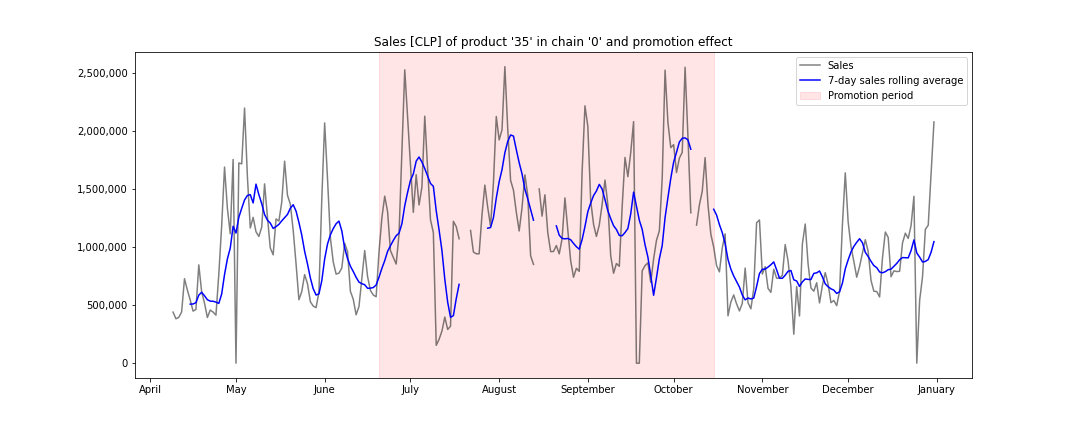 Sales [CLP] of product '35' in chain '0' and promotion effect
Sales
7-day sales rolling average
Promotion period
2,500,000
2,000,000
1,500,000
1,000,000
500,000
0
April May June July August September October November December January